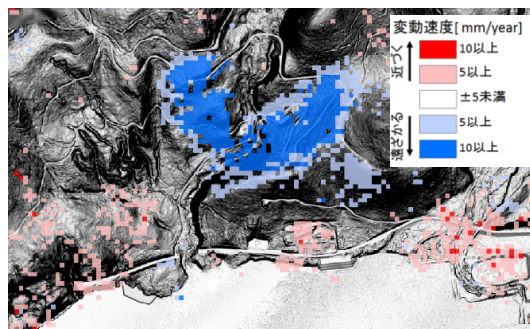 変動速度[mm/year]
近づく
10以上
5以上
±5未満
遠ざかる
5以上
10以上